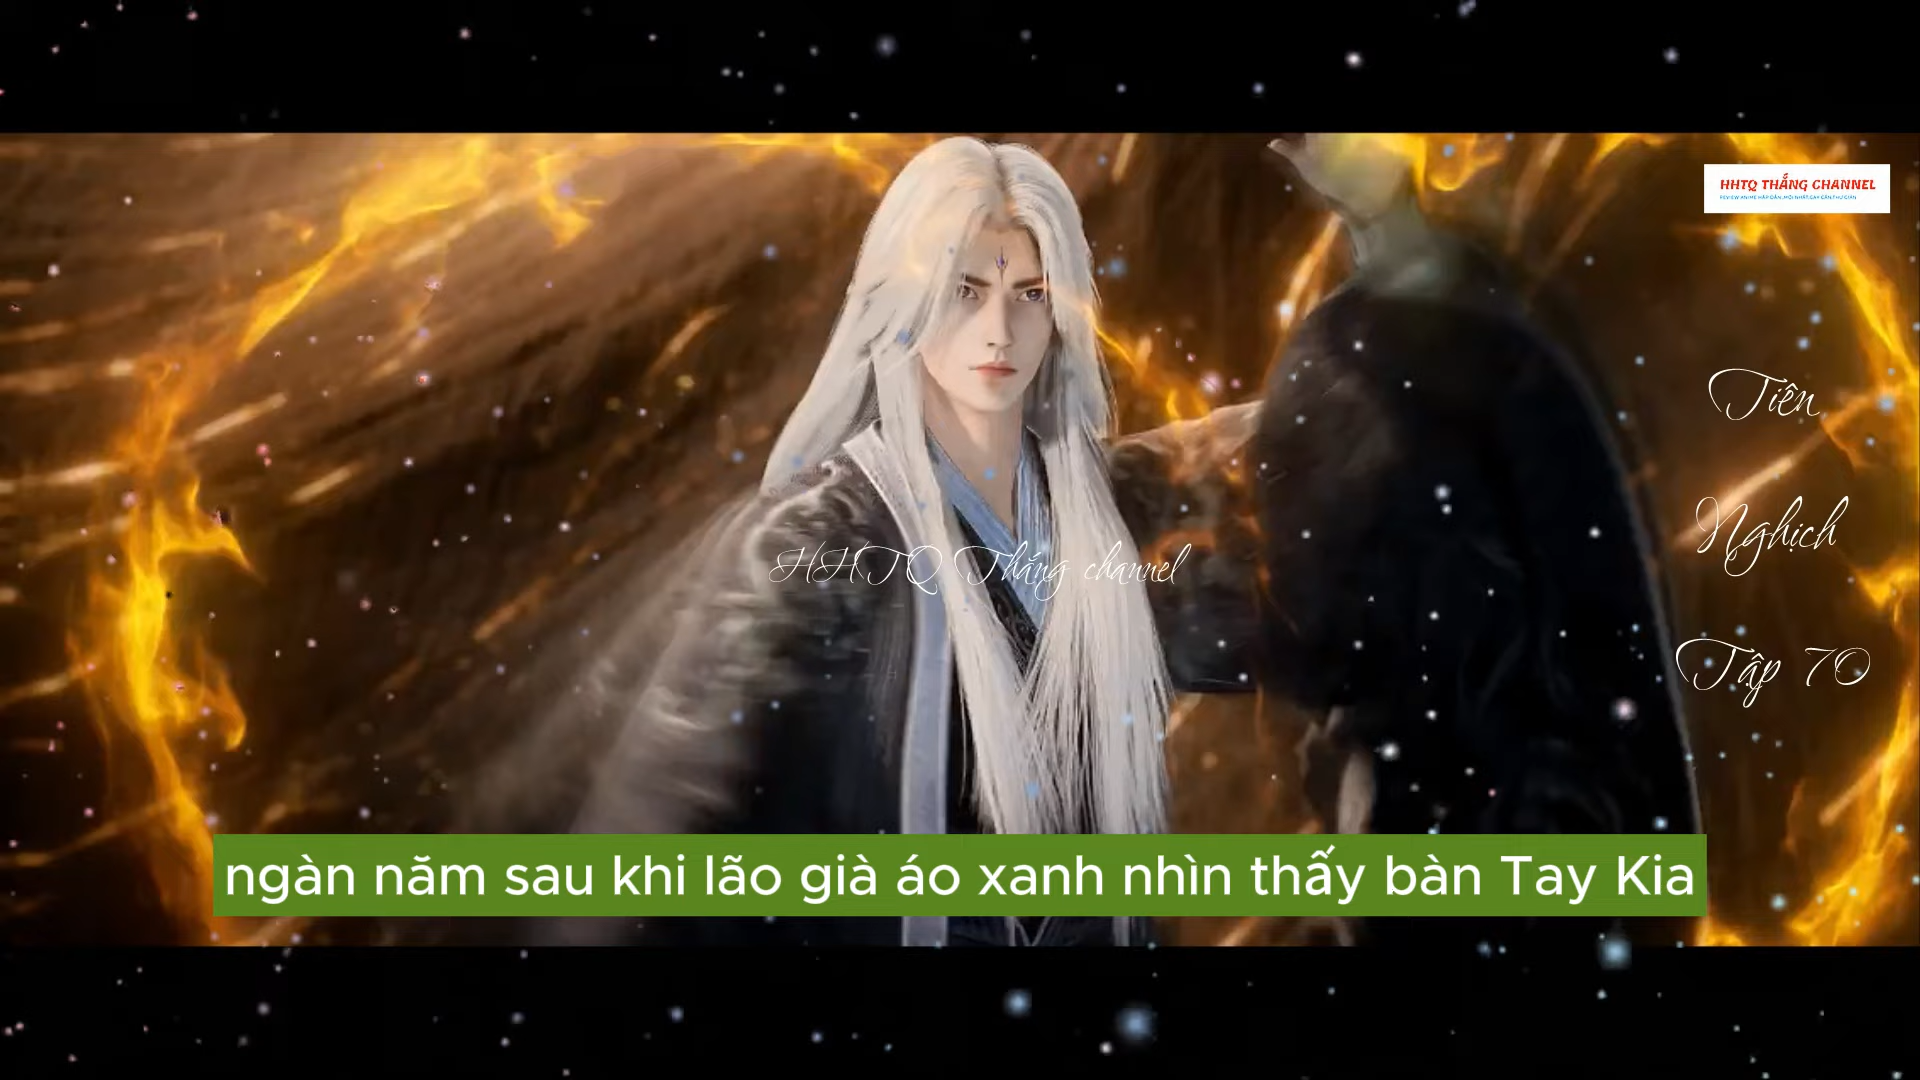 HHTQ THẮNG CHANNEL
Tiên
Nghịch
HHTQ Thắng channel
Tập 70
ngàn năm sau khi lão già áo xanh nhìn thấy bàn Tay Kia